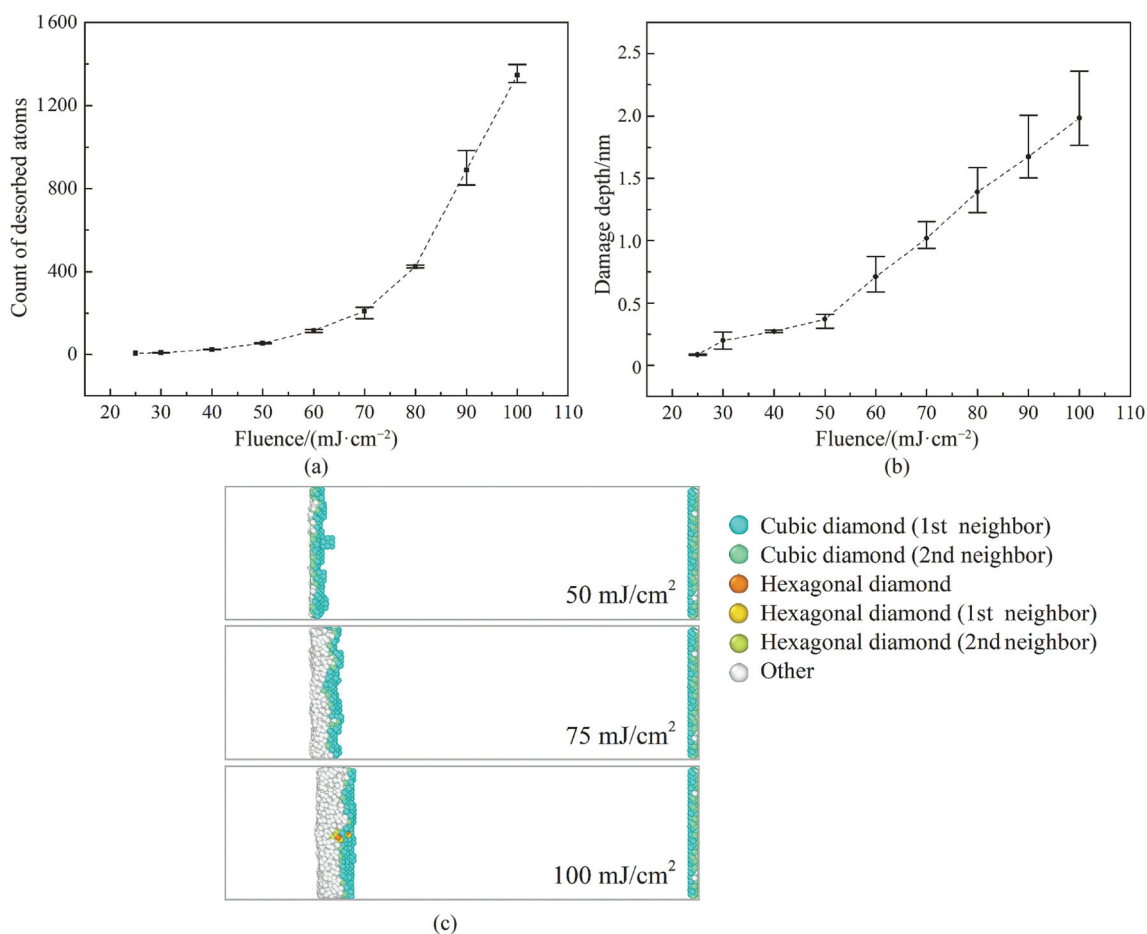 1 600
1200
800
400
0
Count of desorbed atoms
20 30 40 50 60 70 80 90 100 110
Fluence/(mJ·cm⁻²)
(a)
2.5
2.0
1.5
1.0
0.5
0
Damage depth/nm
20 30 40 50 60 70 80 90 100 110
Fluence/(mJ·cm⁻²)
(b)
50 mJ/cm²
75 mJ/cm²
100 mJ/cm²
Cubic diamond (1st neighbor)
Cubic diamond (2nd neighbor)
Hexagonal diamond
Hexagonal diamond (1st neighbor)
Hexagonal diamond (2nd neighbor)
Other
(c)